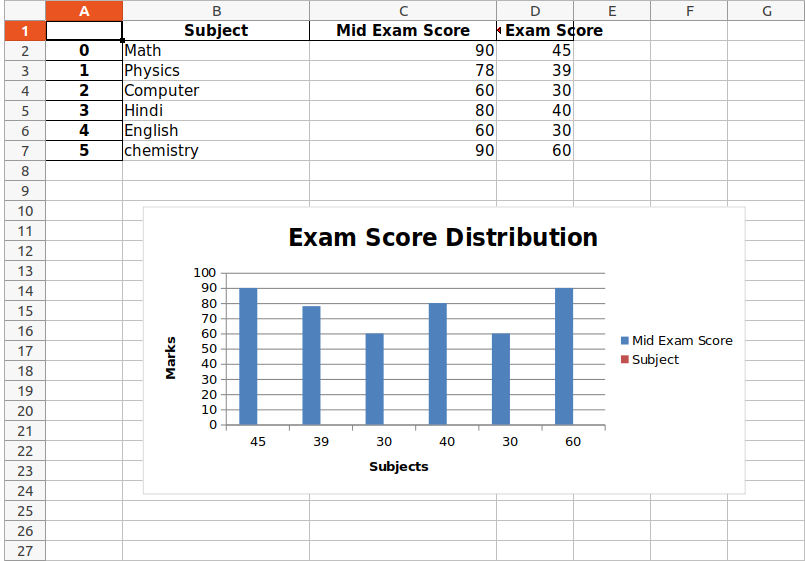 A B C D E F G
1 Subject Mid Exam Score Exam Score
2 0 Math 90 45
3 1 Physics 78 39
4 2 Computer 60 30
5 3 Hindi 80 40
6 4 English 60 30
7 5 chemistry 90 60
8
9
10
11
12
13
14
15
16
17
18
19
20
21
22
23
24
25
26
27
Exam Score Distribution
100
90
80
70
60
50
40
30
20
10
0
Marks
45 39 30 40 30 60
Subjects
Mid Exam Score
Subject